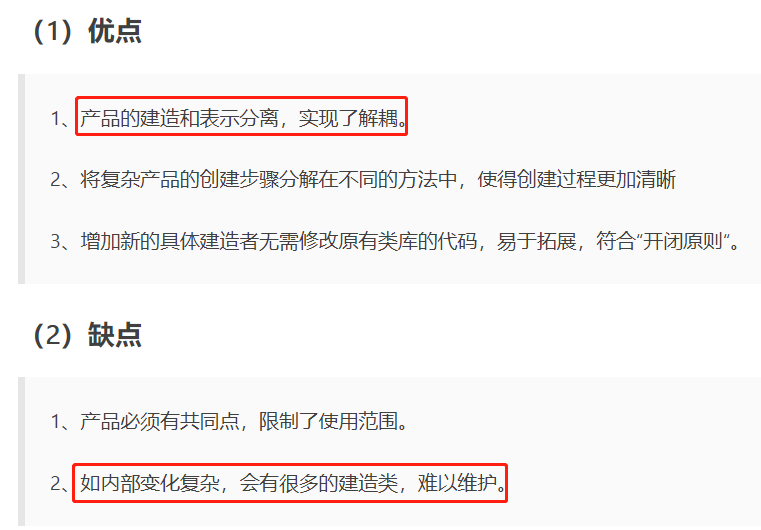 （1）优点
1、产品的建造和表示分离，实现了解耦。
2、将复杂产品的创建步骤分解在不同的方法中，使得创建过程更加清晰
3、增加新的具体建造者无需修改原有类库的代码，易于拓展，符合“开闭原则“。
（2）缺点
1、产品必须有共同点，限制了使用范围。
2、如内部变化复杂，会有很多的建造类，难以维护。